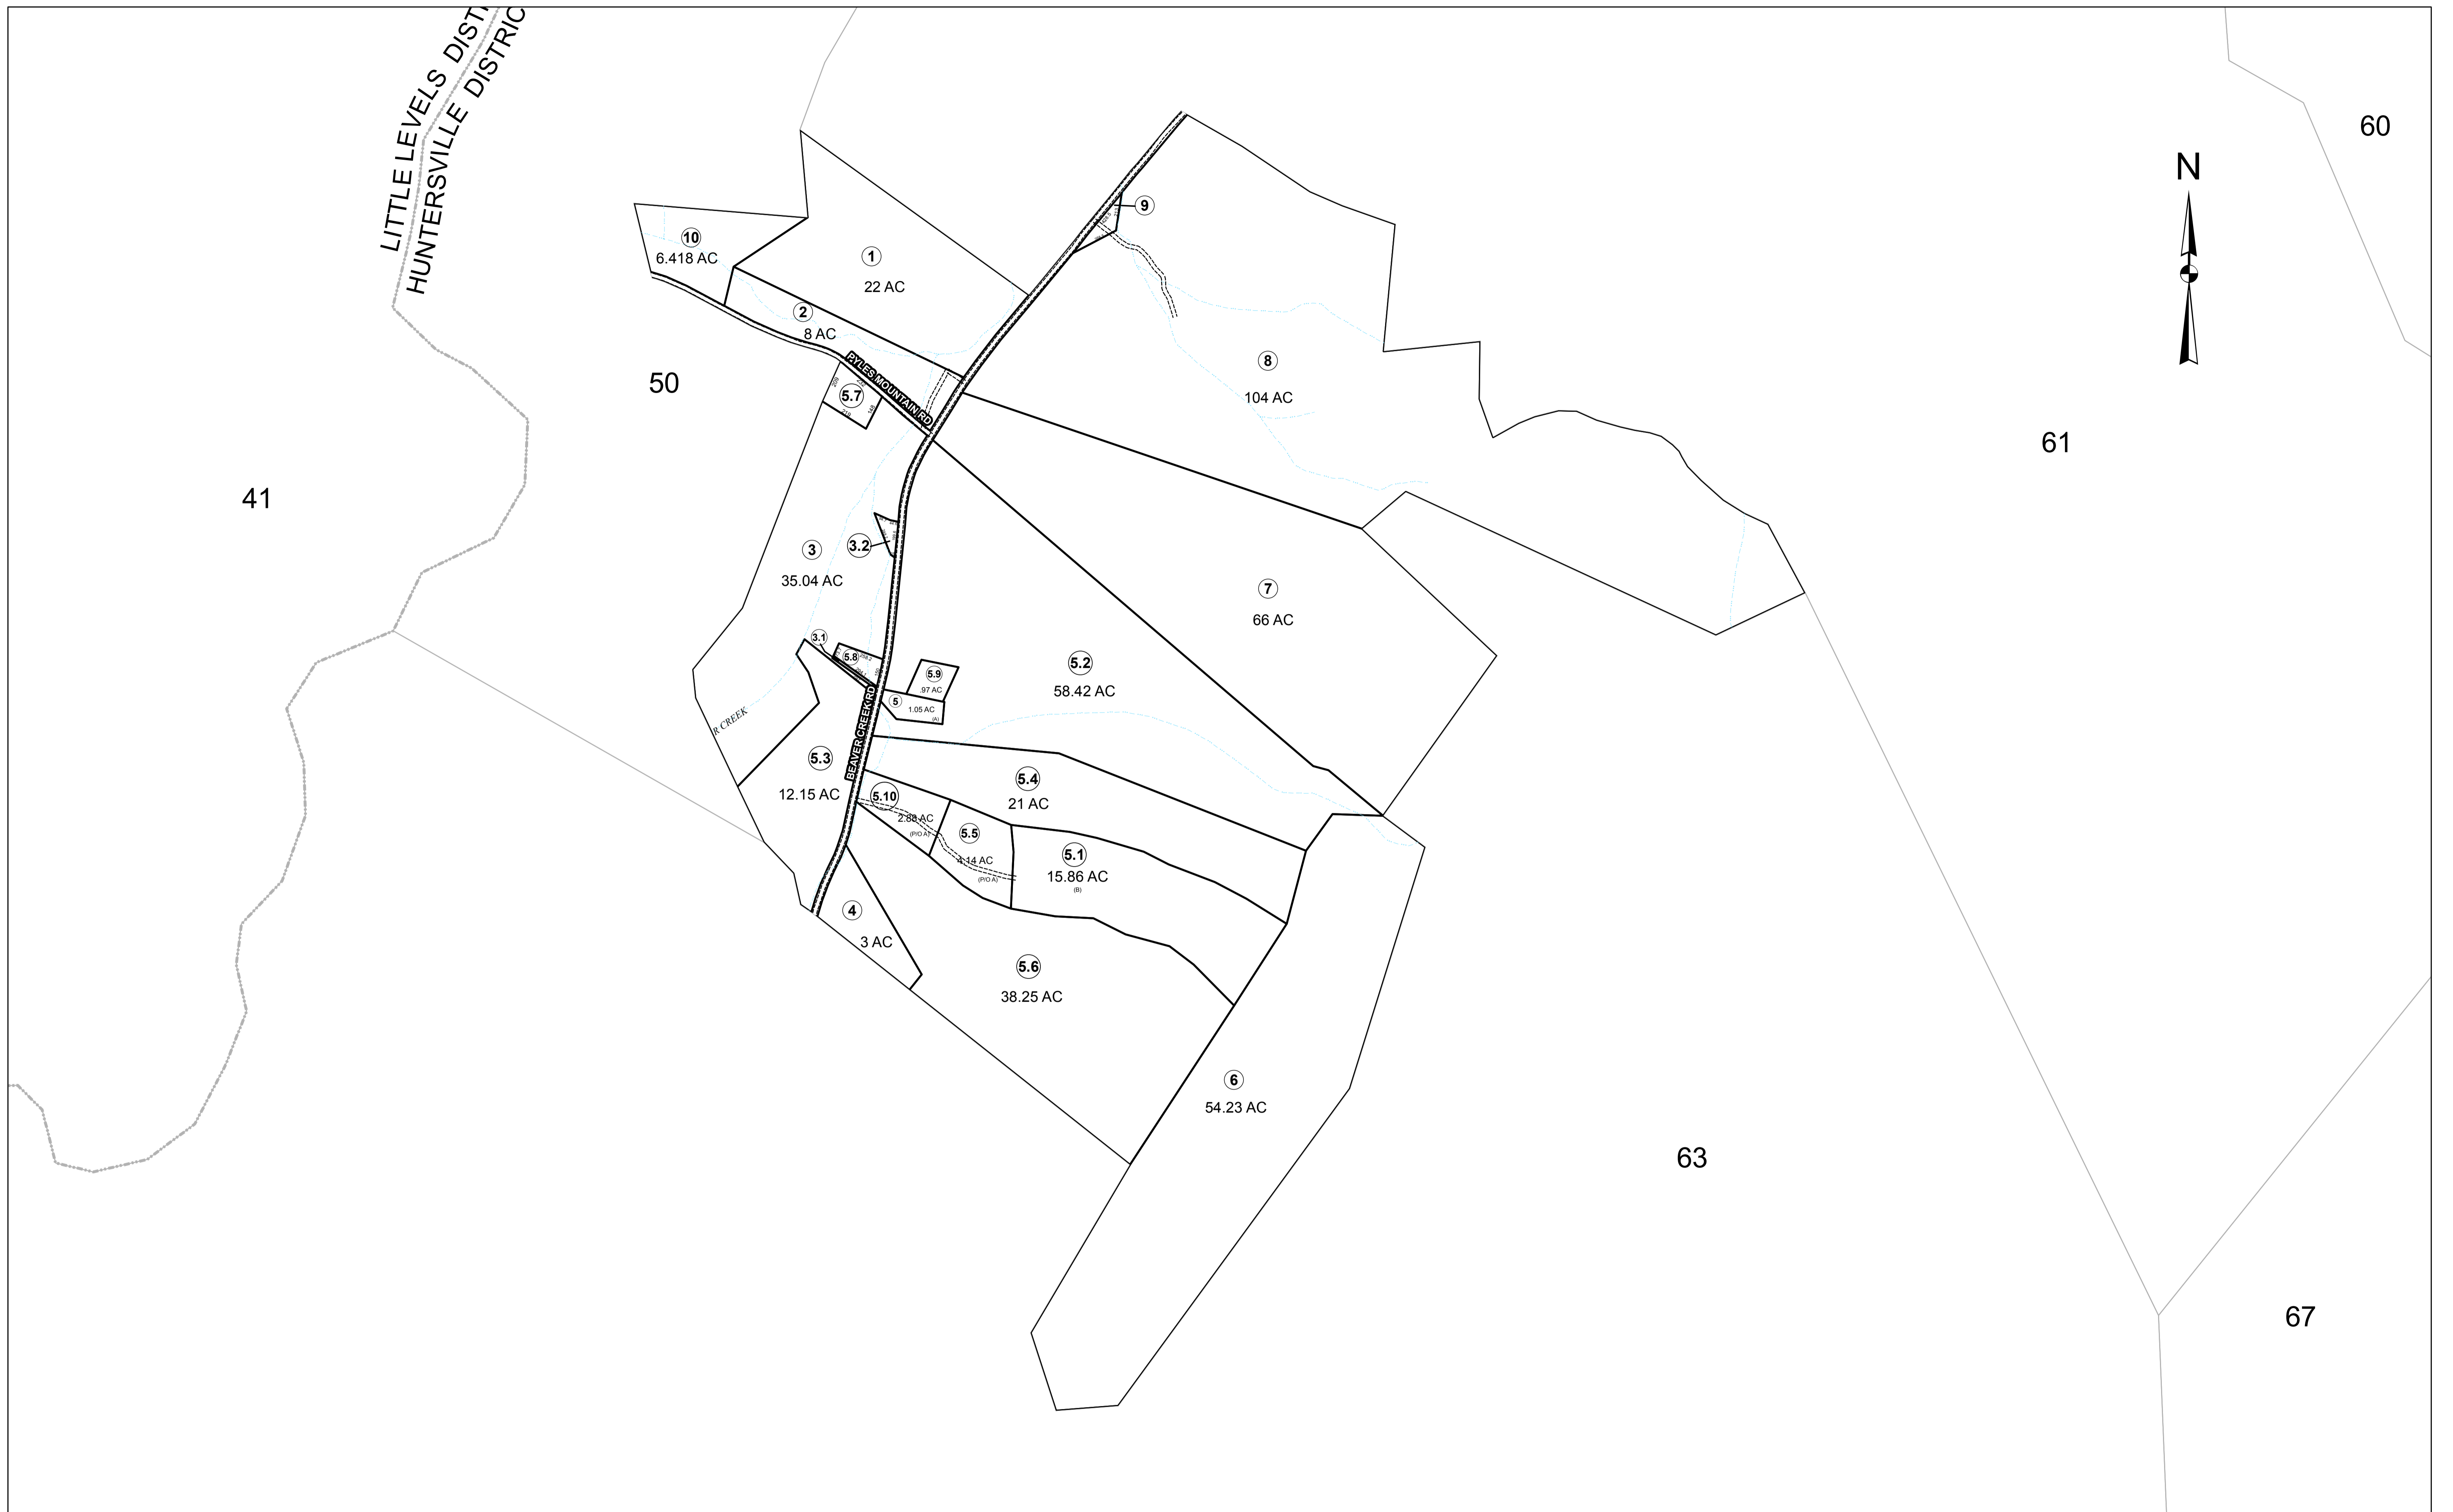 LITTLE LEVELS DISTRI
HUNTERSVILLE DISTRIC
60
N
9
10
6.418 AC
1
22 AC
2
8 AC
PYLES MOUNTAIN RD
50
5.7
209
219
148
8
104 AC
61
41
3
35.04 AC
3.2
7
66 AC
3.1
5.8
5.9
.97 AC
5.2
58.42 AC
5
1.05 AC
(A)
R CREEK
BEAVER CREEK RD
5.3
12.15 AC
5.4
21 AC
5.10
2.88 AC
(P/O A)
5.5
4.14 AC
(P/O A)
5.1
15.86 AC
(B)
4
3 AC
5.6
38.25 AC
6
54.23 AC
63
67